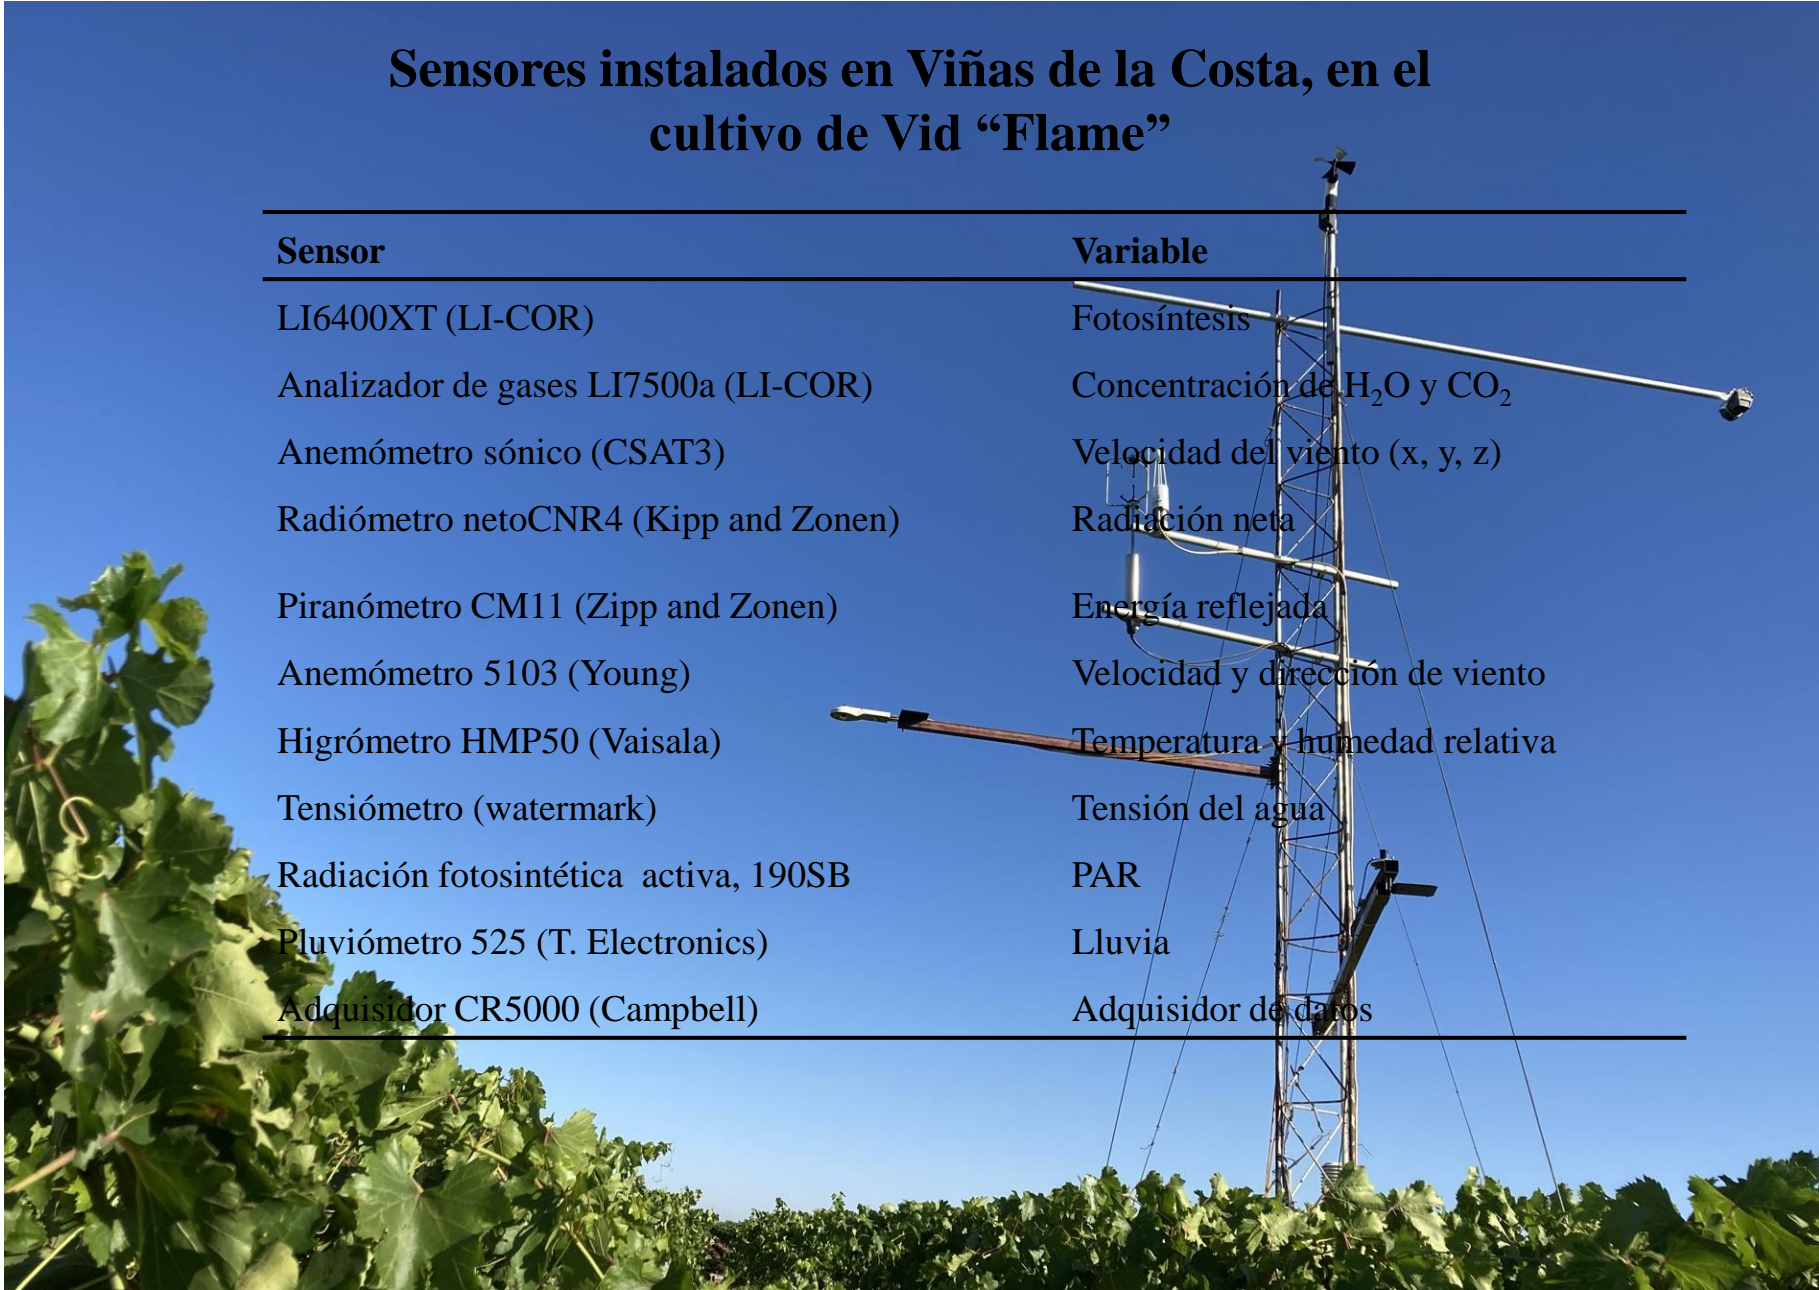 Sensores instalados en Viñas de la Costa, en el
cultivo de Vid “Flame”
Sensor Variable
LI6400XT (LI-COR) Fotosíntesis
Analizador de gases LI7500a (LI-COR) Concentración de H₂O y CO₂
Anemómetro sónico (CSAT3) Velocidad del viento (x, y, z)
Radiómetro netoCNR4 (Kipp and Zonen) Radiación neta
Piranómetro CM11 (Zipp and Zonen) Energía reflejada
Anemómetro 5103 (Young) Velocidad y dirección de viento
Higrómetro HMP50 (Vaisala) Temperatura y humedad relativa
Tensiómetro (watermark) Tensión del agua
Radiación fotosintética  activa, 190SB PAR
Pluviómetro 525 (T. Electronics) Lluvia
Adquisidor CR5000 (Campbell) Adquisidor de datos